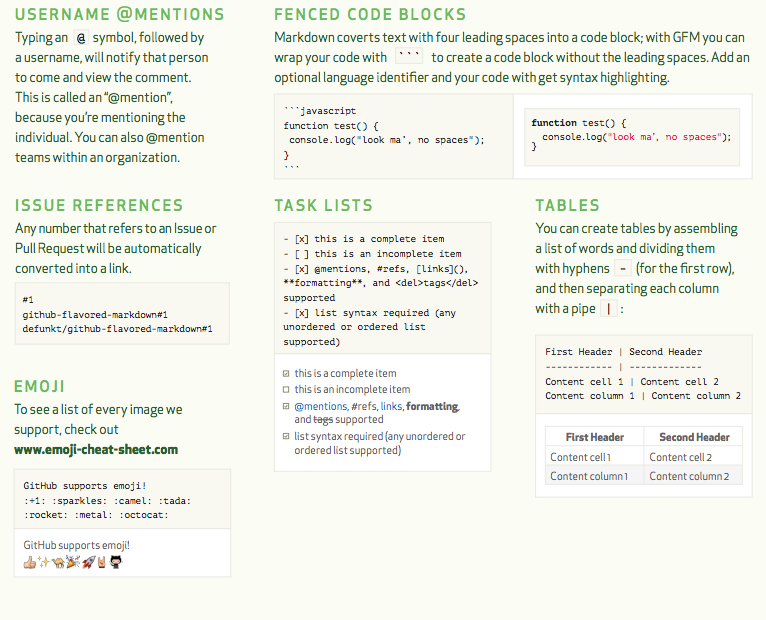 USERNAME @MENTIONS
Typing an @ symbol, followed by
a username, will notify that person
to come and view the comment.
This is called an “@mention”,
because you’re mentioning the
individual. You can also @mention
teams within an organization.
FENCED CODE BLOCKS
Markdown coverts text with four leading spaces into a code block; with GFM you can
wrap your code with ``` to create a code block without the leading spaces. Add an
optional language identifier and your code with get syntax highlighting.
```javascript
function test() {
console.log("look ma’, no spaces");
}
```
function test() {
console.log("look ma’, no spaces");
}
ISSUE REFERENCES
Any number that refers to an Issue or
Pull Request will be automatically
converted into a link.
#1
github-flavored-markdown#1
defunkt/github-flavored-markdown#1
EMOJI
To see a list of every image we
support, check out
www.emoji-cheat-sheet.com
GitHub supports emoji!
:+1: :sparkles: :camel: :tada:
:rocket: :metal: :octocat:
GitHub supports emoji!
TASK LISTS
- [x] this is a complete item
- [ ] this is an incomplete item
- [x] @mentions, #refs, [links](),
**formatting**, and <del>tags</del>
supported
- [x] list syntax required (any
unordered or ordered list
supported)
this is a complete item
this is an incomplete item
@mentions, #refs, links, formatting,
and tags supported
list syntax required (any unordered or
ordered list supported)
TABLES
You can create tables by assembling
a list of words and dividing them
with hyphens - (for the first row),
and then separating each column
with a pipe | :
First Header | Second Header
------------ | -------------
Content cell 1 | Content cell 2
Content column 1 | Content column 2
First Header Second Header
Content cell 1 Content cell 2
Content column 1 Content column 2